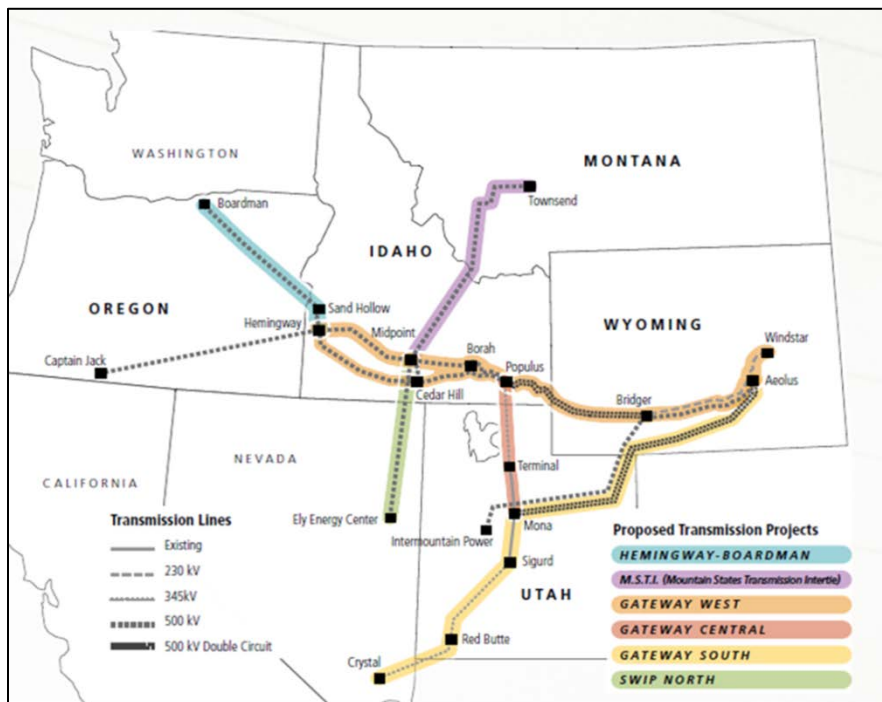 WASHINGTON
MONTANA
Boardman
Townsend
IDAHO
OREGON
Sand Hollow
WYOMING
Hemingway
Midpoint
Windstar
Captain Jack
Borah
Populus
Aeolus
Cedar Hill
Bridger
NEVADA
Terminal
CALIFORNIA
Ely Energy Center
Mona
Intermountain Power
Sigurd
UTAH
Red Butte
Crystal
Transmission Lines
Existing
230 kV
345kV
500 kV
500 kV Double Circuit
Proposed Transmission Projects
HEMINGWAY-BOARDMAN
M.S.T.I. (Mountain States Transmission Intertie)
GATEWAY WEST
GATEWAY CENTRAL
GATEWAY SOUTH
SWIP NORTH